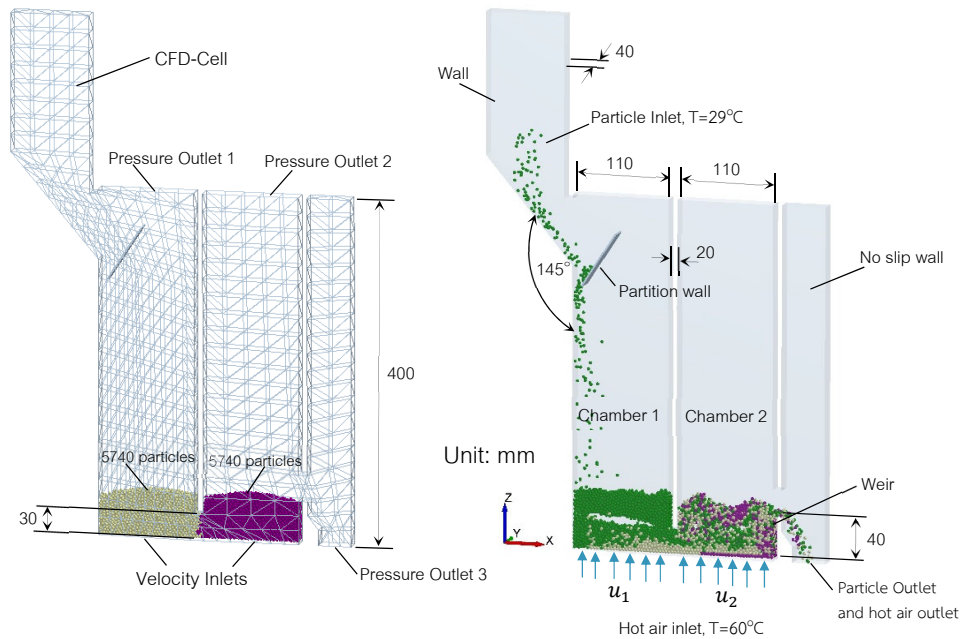 CFD-Cell
Pressure Outlet 1
Pressure Outlet 2
400
5740 particles
5740 particles
30
Velocity Inlets
Pressure Outlet 3
Wall
40
Particle Inlet, T=29°C
110
110
20
145°
Partition wall
No slip wall
Chamber 1
Chamber 2
Unit: mm
Weir
40
Z
Y
X
u₁
u₂
Particle Outlet
and hot air outlet
Hot air inlet, T=60°C